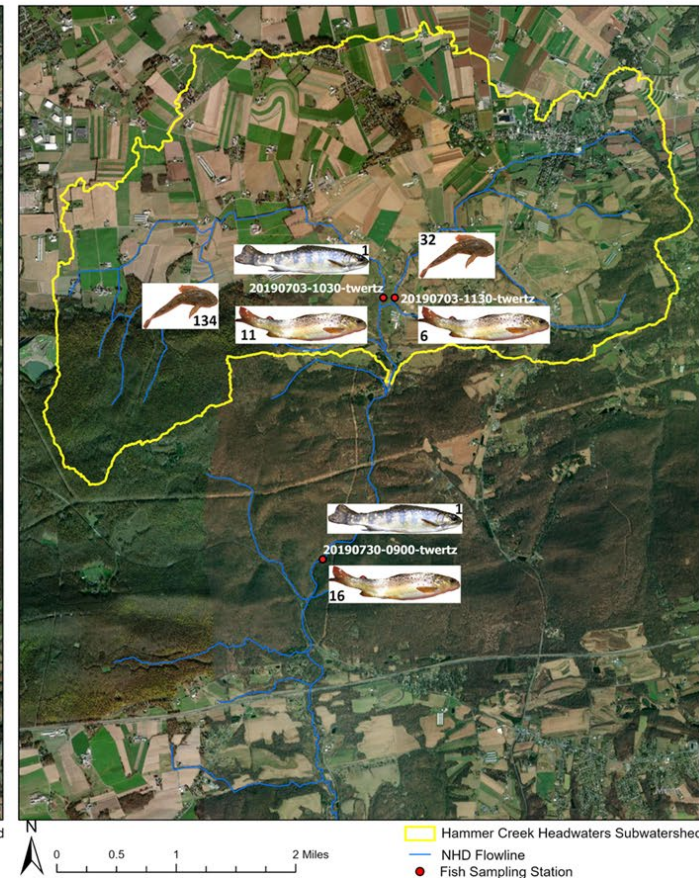 1
32
20190703-1030-twertz
20190703-1130-twertz
134
11
6
1
20190730-0900-twertz
16
d
N
0 0.5 1 2 Miles
Hammer Creek Headwaters Subwatershed
NHD Flowline
Fish Sampling Station